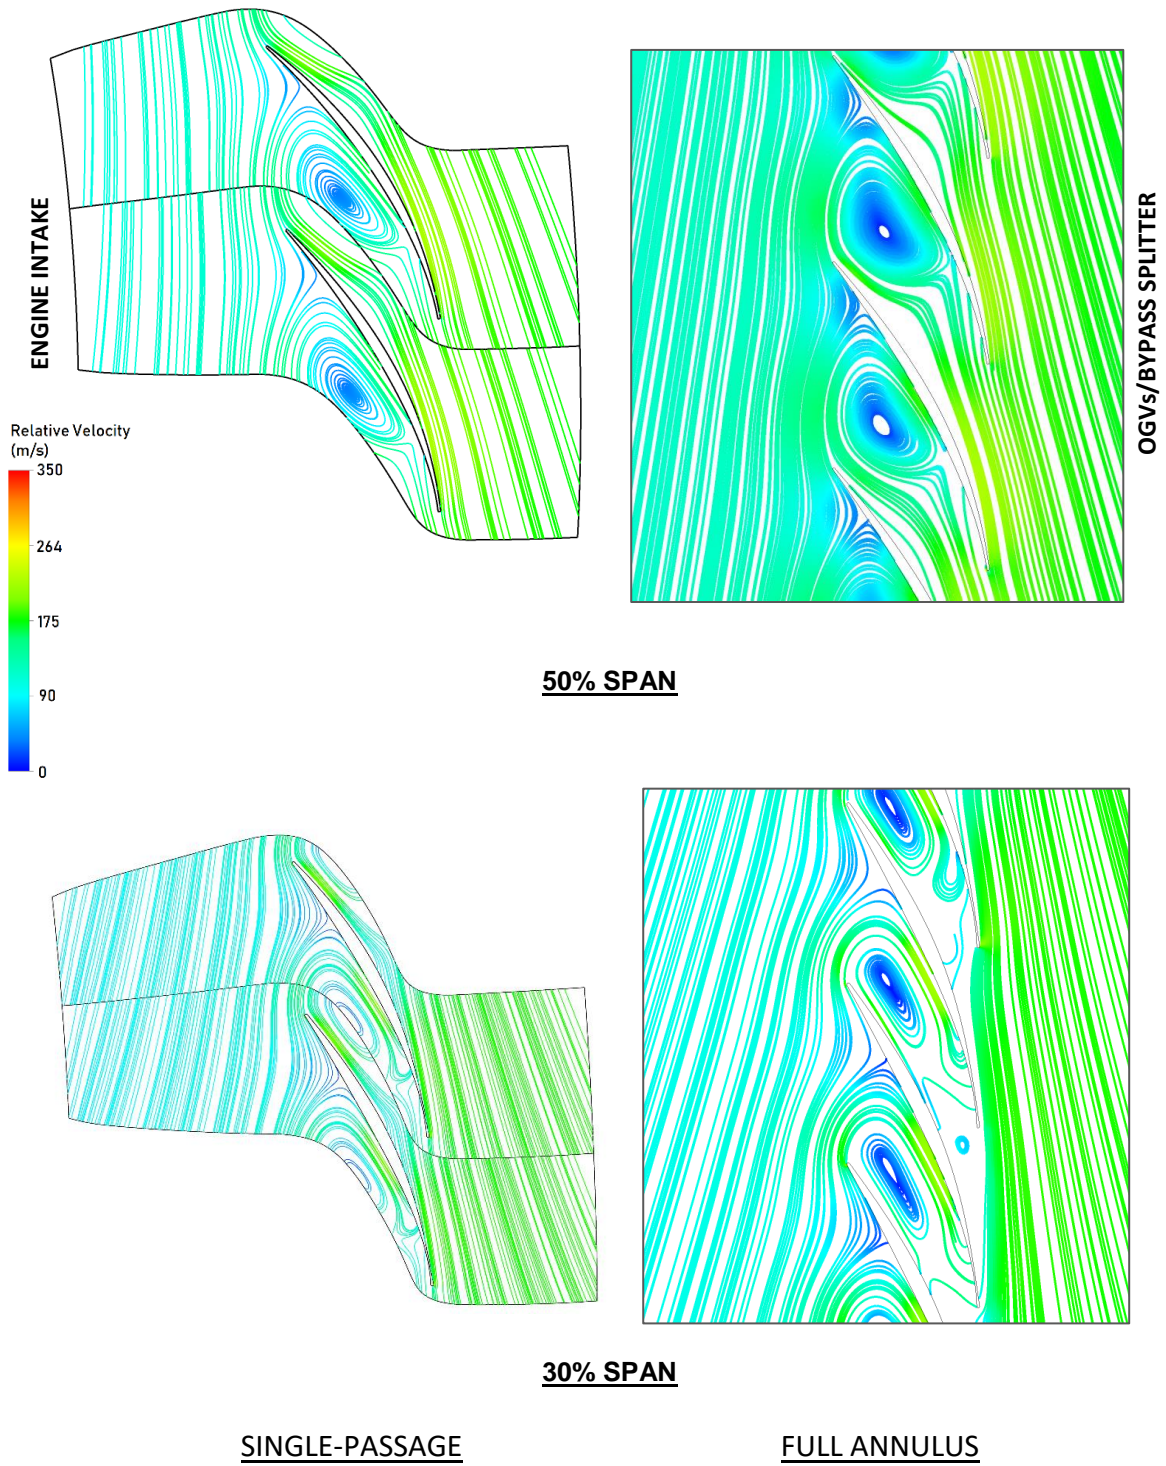 ENGINE INTAKE
OGVs/BYPASS SPLITTER
Relative Velocity
(m/s)
350
264
175
90
0
50% SPAN
30% SPAN
SINGLE-PASSAGE
FULL ANNULUS